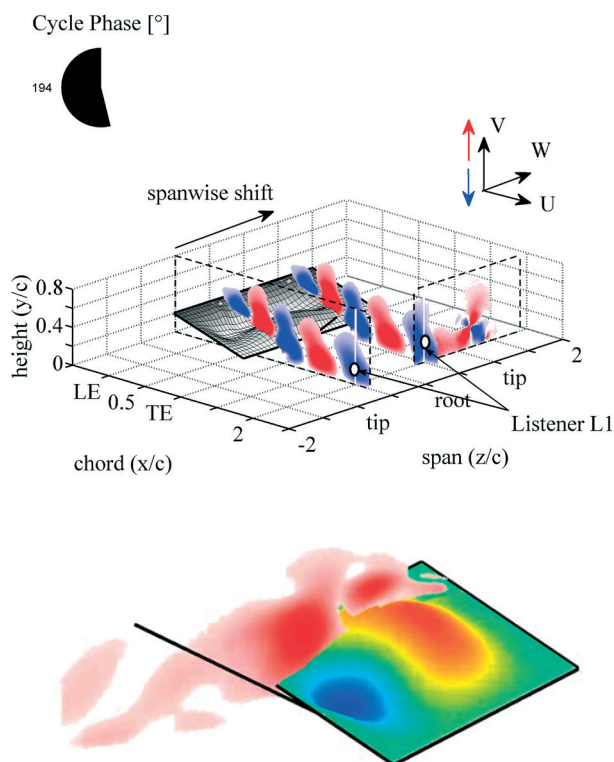 Cycle Phase [°]
194
V
W
U
spanwise shift
height (y/c)
0.8
0.4
0
LE
0.5
TE
2
chord (x/c)
-2
tip
root
tip
2
span (z/c)
Listener L1